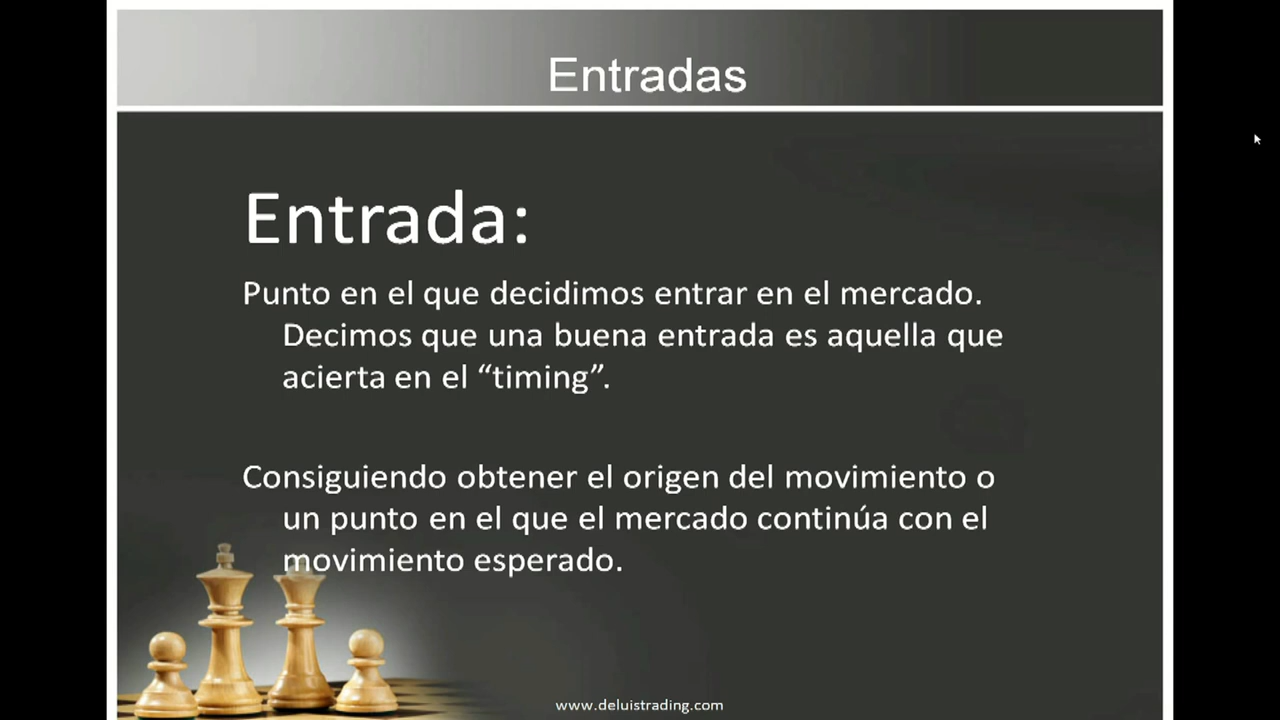 Entradas
Entrada:
Punto en el que decidimos entrar en el mercado.
Decimos que una buena entrada es aquella que
acierta en el “timing”.
Consiguiendo obtener el origen del movimiento o
un punto en el que el mercado continúa con el
movimiento esperado.
www.deluistrading.com